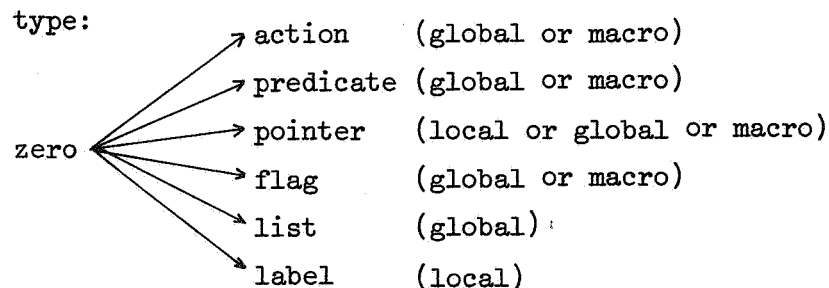 type:
action (global or macro)
predicate (global or macro)
zero pointer (local or global or macro)
flag (global or macro)
list (global)
label (local)